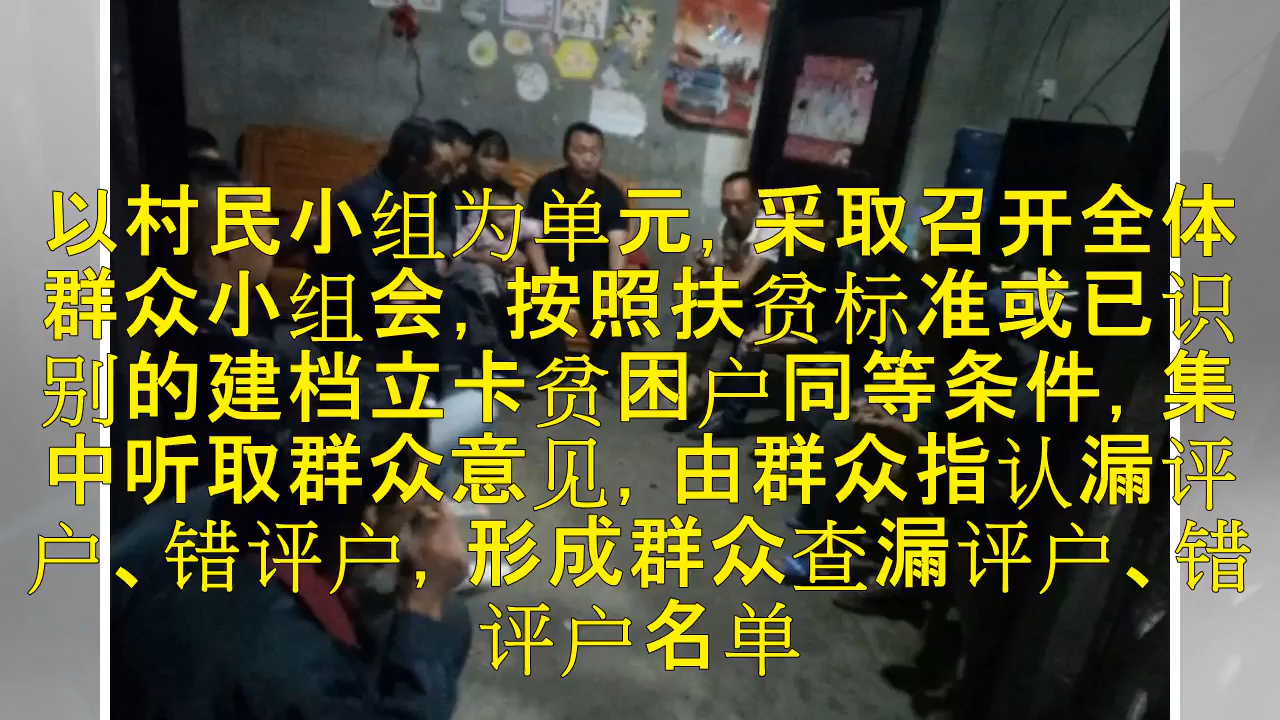 以村民小组为单元，采取召开全体
群众小组会，按照扶贫标准或已识
别的建档立卡贫困户同等条件，集
中听取群众意见，由群众指认漏评
户、错评户，形成群众查漏评户、错
评户名单